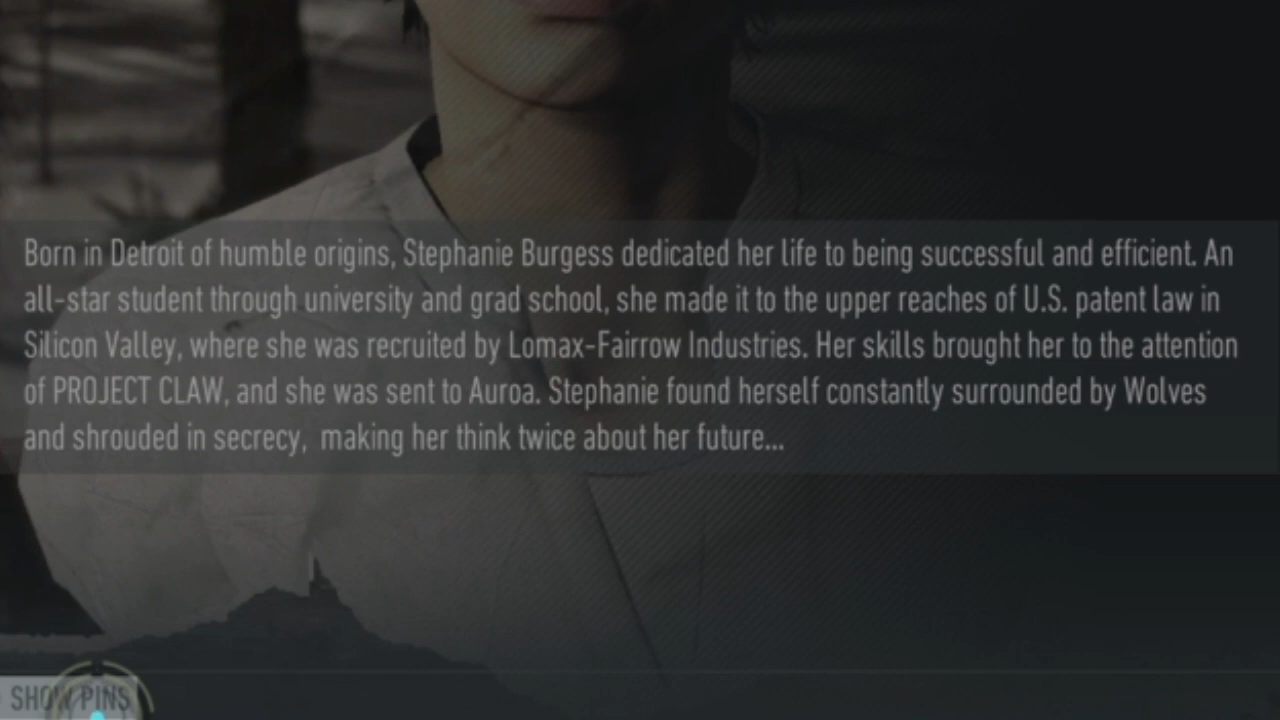 Born in Detroit of humble origins, Stephanie Burgess dedicated her life to being successful and efficient. An
all-star student through university and grad school, she made it to the upper reaches of U.S. patent law in
Silicon Valley, where she was recruited by Lomax-Fairrow Industries. Her skills brought her to the attention
of PROJECT CLAW, and she was sent to Auroa. Stephanie found herself constantly surrounded by Wolves
and shrouded in secrecy,  making her think twice about her future...
SHOW PINS